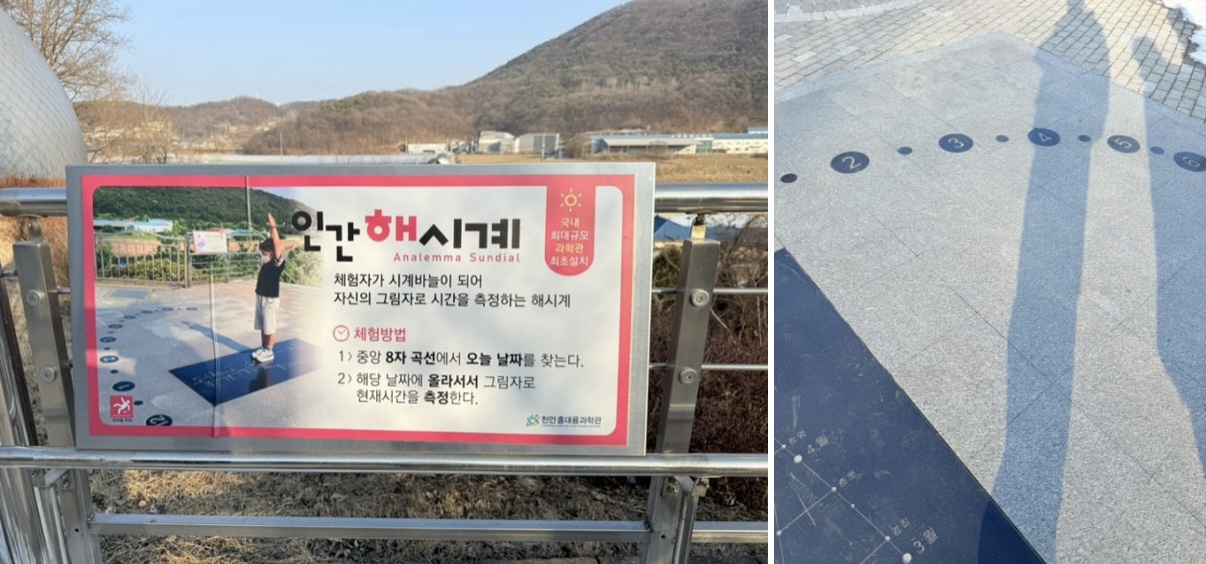 인간 해시계
Analemma Sundial
국내
최대규모
과학관
최초설치
체험자가 시계바늘이 되어
자신의 그림자로 시간을 측정하는 해시계
체험방법
1> 중앙 8자 곡선에서 오늘 날짜를 찾는다.
2> 해당 날짜에 올라서서 그림자로
현재시간을 측정한다.
천안홍대용과학관
2
3
4
5
6
4월
3월